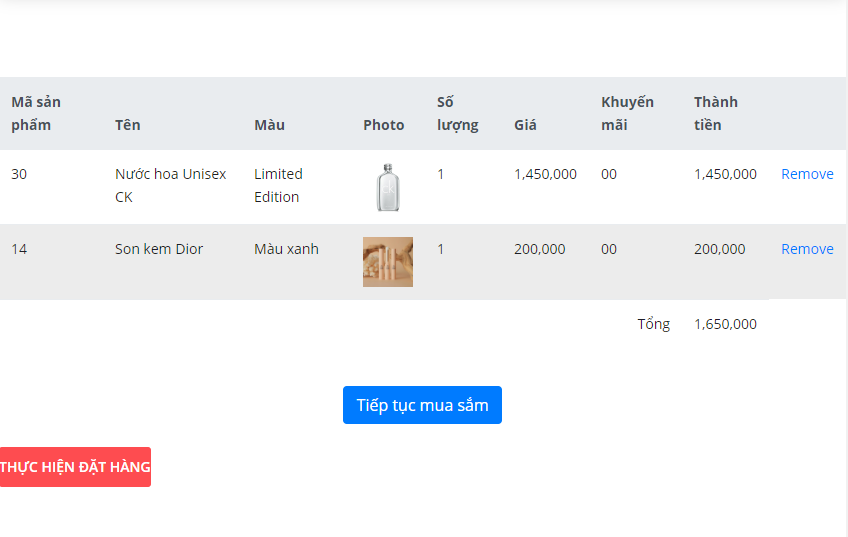 Mã sản phẩm Tên Màu Photo Số lượng Giá Khuyến mãi Thành tiền
30 Nước hoa Unisex CK Limited Edition 1 1,450,000 00 1,450,000 Remove
14 Son kem Dior Màu xanh 1 200,000 00 200,000 Remove
Tổng 1,650,000
Tiếp tục mua sắm
THỰC HIỆN ĐẶT HÀNG